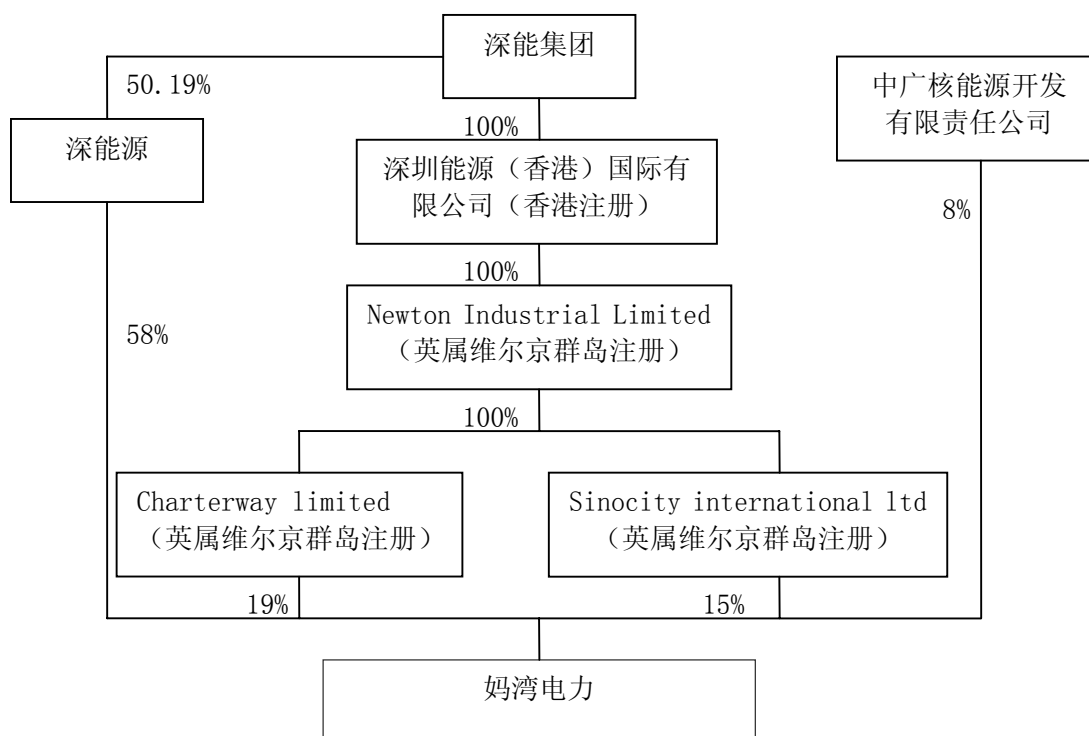 深能集团
50.19%
中广核能源开发
有限责任公司
深能源
100%
深圳能源（香港）国际有
限公司（香港注册）
8%
100%
Newton Industrial Limited
（英属维尔京群岛注册）
58%
100%
Charterway limited
（英属维尔京群岛注册）
Sinocity international ltd
（英属维尔京群岛注册）
19%
15%
妈湾电力